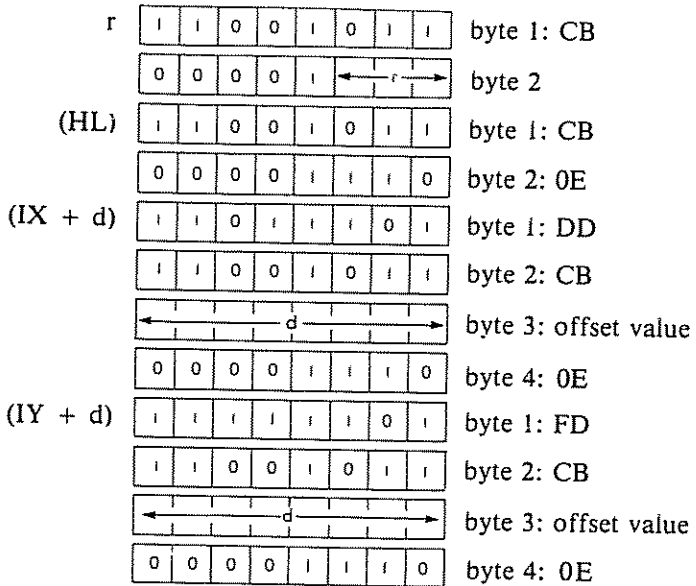 r 1 1 0 0 1 0 1 1 byte 1: CB
0 0 0 0 1 r byte 2
(HL) 1 1 0 0 1 0 1 1 byte 1: CB
0 0 0 0 1 1 1 0 byte 2: 0E
(IX + d) 1 1 0 1 1 1 0 1 byte 1: DD
1 1 0 0 1 0 1 1 byte 2: CB
d byte 3: offset value
0 0 0 0 1 1 1 0 byte 4: 0E
(IY + d) 1 1 1 1 1 1 0 1 byte 1: FD
1 1 0 0 1 0 1 1 byte 2: CB
d byte 3: offset value
0 0 0 0 1 1 1 0 byte 4: 0E